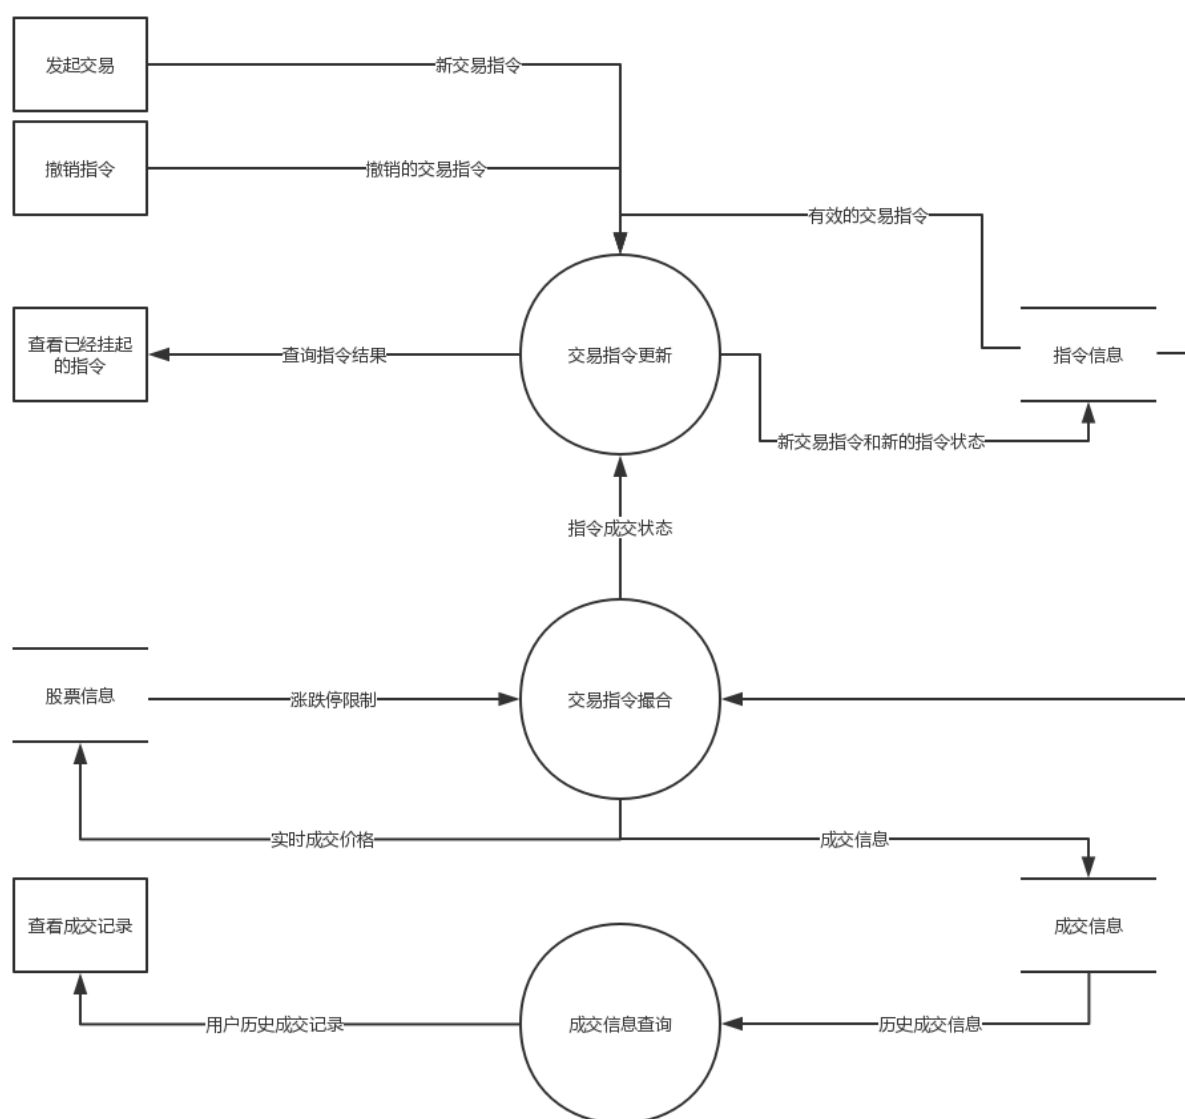 发起交易
新交易指令
撤销指令
撤销的交易指令
有效的交易指令
查看已经挂起
的指令
查询指令结果
交易指令更新
指令信息
新交易指令和新的指令状态
指令成交状态
股票信息
涨跌停限制
交易指令撮合
实时成交价格
成交信息
查看成交记录
成交信息
用户历史成交记录
成交信息查询
历史成交信息